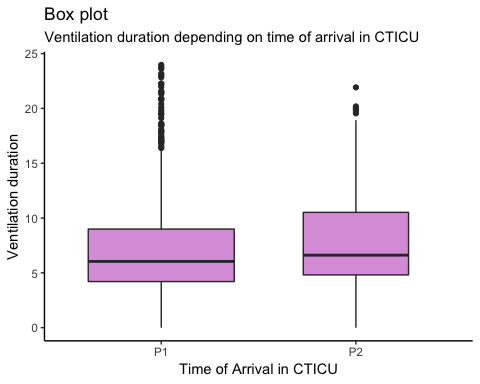 Box plot
Ventilation duration depending on time of arrival in CTICU
25
20
15
10
5
0
Ventilation duration
P1 P2
Time of Arrival in CTICU